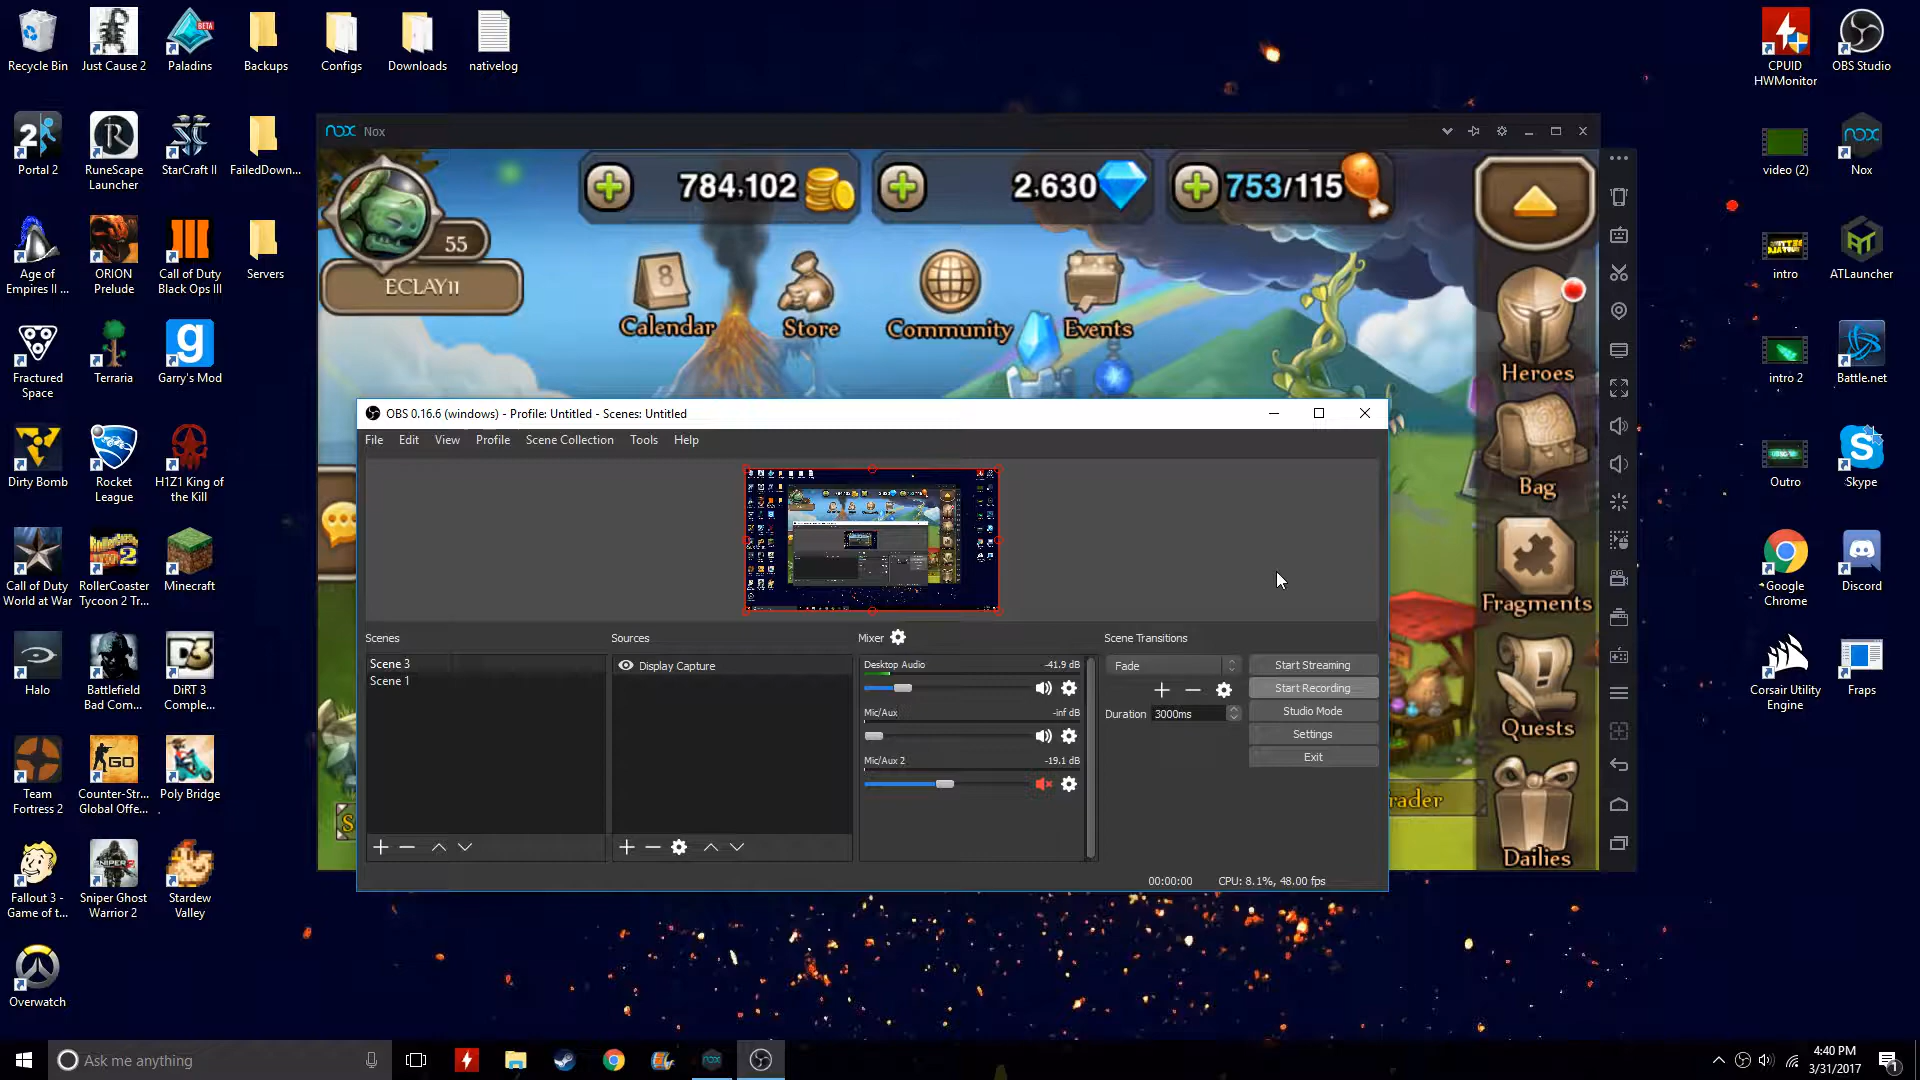 Recycle Bin
Just Cause 2
Paladins
Backups
Configs
Downloads
nativelog
CPUID
HWMonitor
OBS Studio
Portal 2
RuneScape
Launcher
StarCraft II
FailedDown...
video (2)
Nox
Age of
Empires II ...
ORION
Prelude
Call of Duty
Black Ops III
Servers
intro
ATLauncher
Fractured
Space
Terraria
Garry's Mod
intro 2
Battle.net
Dirty Bomb
Rocket
League
H1Z1 King of
the Kill
Outro
Skype
Call of Duty
World at War
RollerCoaster
Tycoon 2 Tr...
Minecraft
Google
Chrome
Discord
Halo
Battlefield
Bad Com...
DiRT 3
Comple...
Corsair Utility
Engine
Fraps
Team
Fortress 2
Counter-Str...
Global Offe...
Poly Bridge
Fallout 3 -
Game of t...
Sniper Ghost
Warrior 2
Stardew
Valley
Overwatch
nox Nox
784,102
2,630
753/115
55
ECLAY11
8
Calendar
Store
Community
Events
Heroes
Bag
Fragments
Quests
Dailies
rader
S
OBS 0.16.6 (windows) - Profile: Untitled - Scenes: Untitled
File Edit View Profile Scene Collection Tools Help
Scenes
Scene 3
Scene 1
Sources
Display Capture
Mixer
Desktop Audio -41.9 dB
Mic/Aux -inf dB
Mic/Aux 2 -19.1 dB
Scene Transitions
Fade
Duration 3000ms
Start Streaming
Start Recording
Studio Mode
Settings
Exit
00:00:00 CPU: 8.1%, 48.00 fps
Ask me anything
4:40 PM
3/31/2017
1